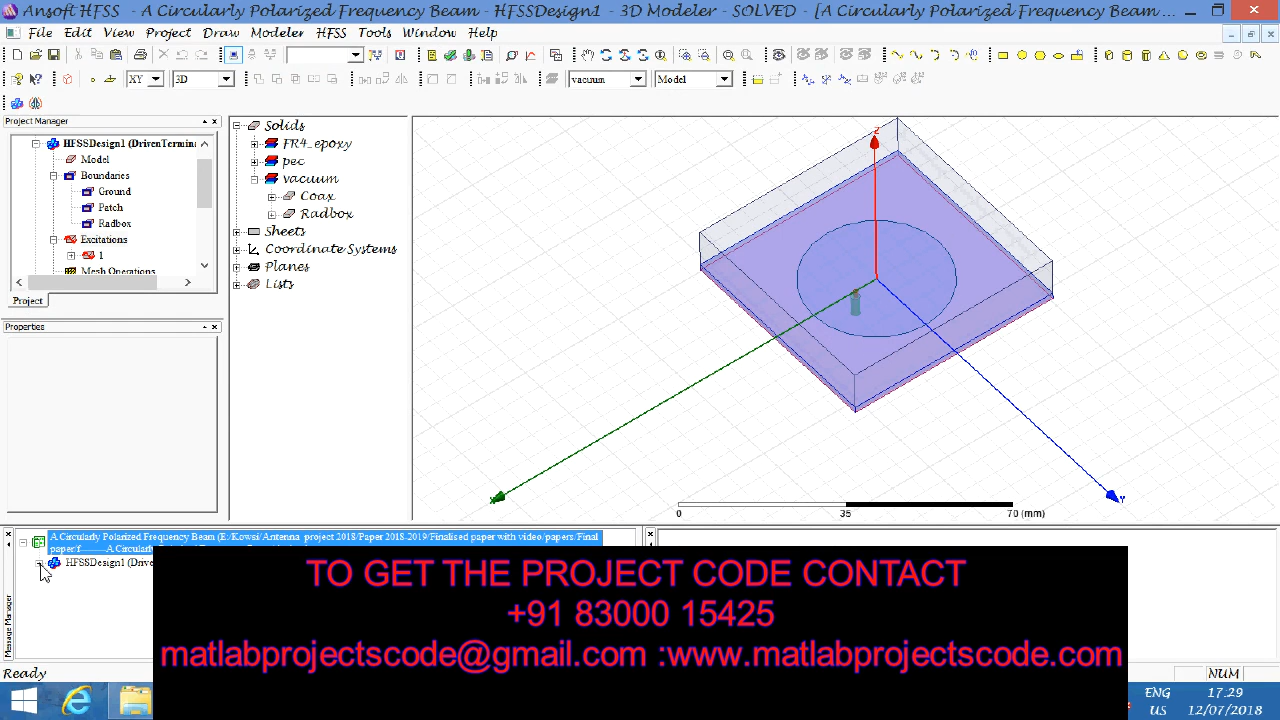 Ansoft HFSS - A Circularly Polarized Frequency Beam - HFSSDesign1 - 3D Modeler - SOLVED - [A Circularly Polarized Frequency Beam ...
File Edit View Project Draw Modeler HFSS Tools Window Help
XY 3D vacuum Model
Project Manager
HFSSDesign1 (DrivenTermin
Model
Boundaries
Ground
Patch
Radbox
Excitations
1
Mesh Operations
Project
Properties
Solids
FR4_epoxy
pec
vacuum
Coax
Radbox
Sheets
Coordinate Systems
Planes
Lists
Z
X
Y
0 35 70 (mm)
A Circularly Polarized Frequency Beam (E:/Kowsi/Antenna project 2018/Paper 2018-2019/Finalised paper with video/papers/Final
HFSSDesign1 (Drive
Message Manager
TO GET THE PROJECT CODE CONTACT
+91 83000 15425
matlabprojectscode@gmail.com :www.matlabprojectscode.com
Ready
NUM
ENG
US
17.29
12/07/2018